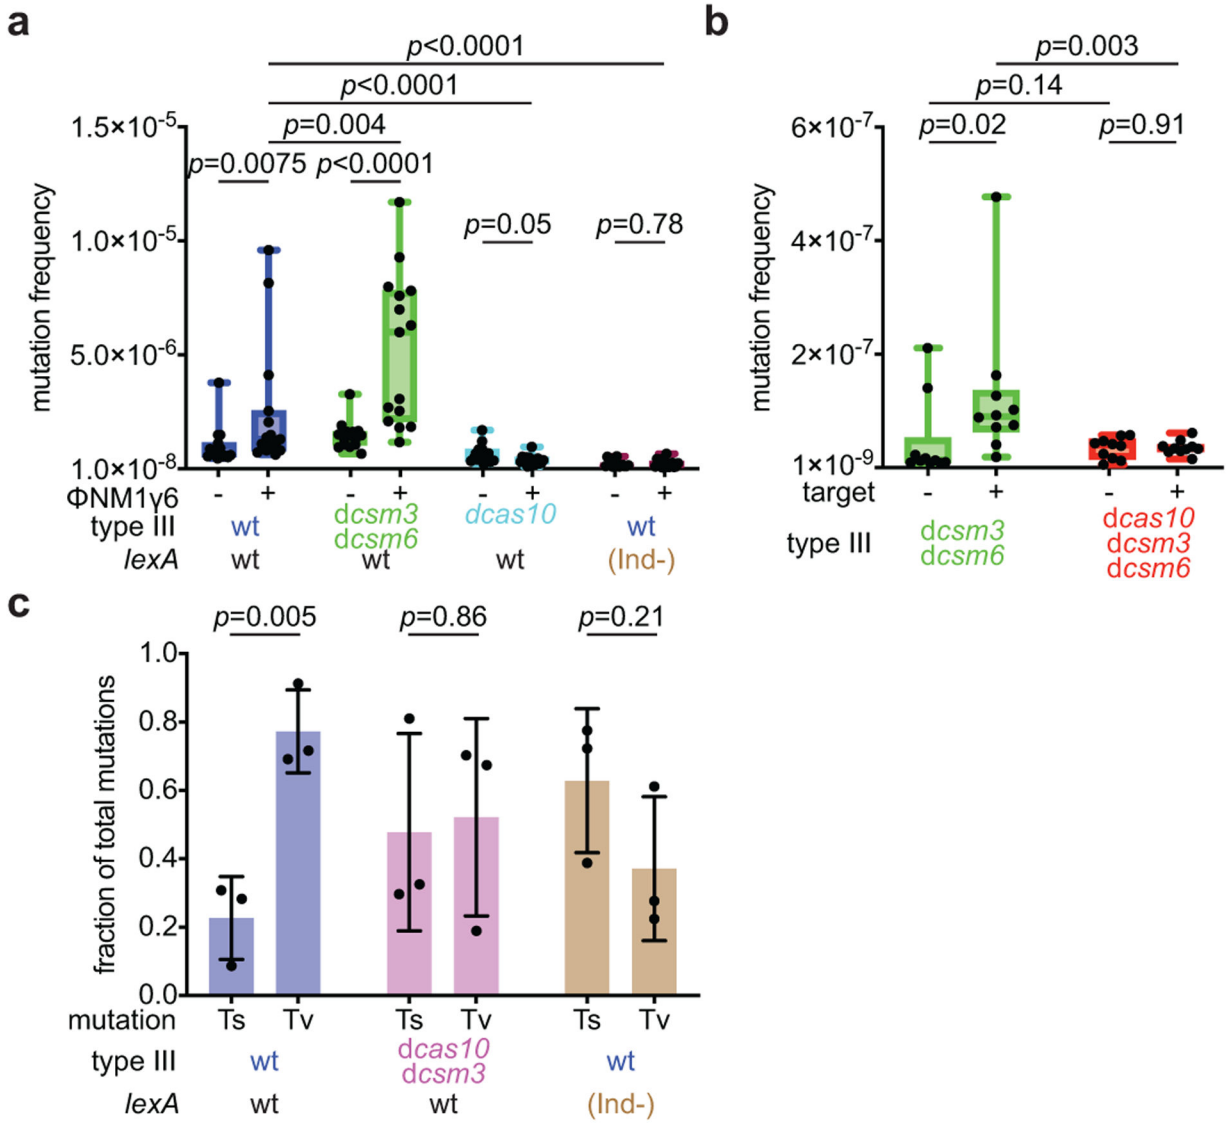 a
p<0.0001
p<0.0001
p=0.004
p=0.0075 p<0.0001
p=0.05 p=0.78
mutation frequency
1.5×10-5
1.0×10-5
5.0×10-6
1.0×10-8
ΦNM1γ6 - + - + - + - +
type III wt dcsm3 dcsm6 dcas10 wt
lexA wt wt wt (Ind-)
b
p=0.003
p=0.14
p=0.02 p=0.91
mutation frequency
6×10-7
4×10-7
2×10-7
1×10-9
target - + - +
type III dcsm3 dcsm6 dcas10 dcsm3 dcsm6
c
p=0.005 p=0.86 p=0.21
fraction of total mutations
1.0
0.8
0.6
0.4
0.2
0.0
mutation Ts Tv Ts Tv Ts Tv
type III wt dcas10 dcsm3 wt
lexA wt wt (Ind-)